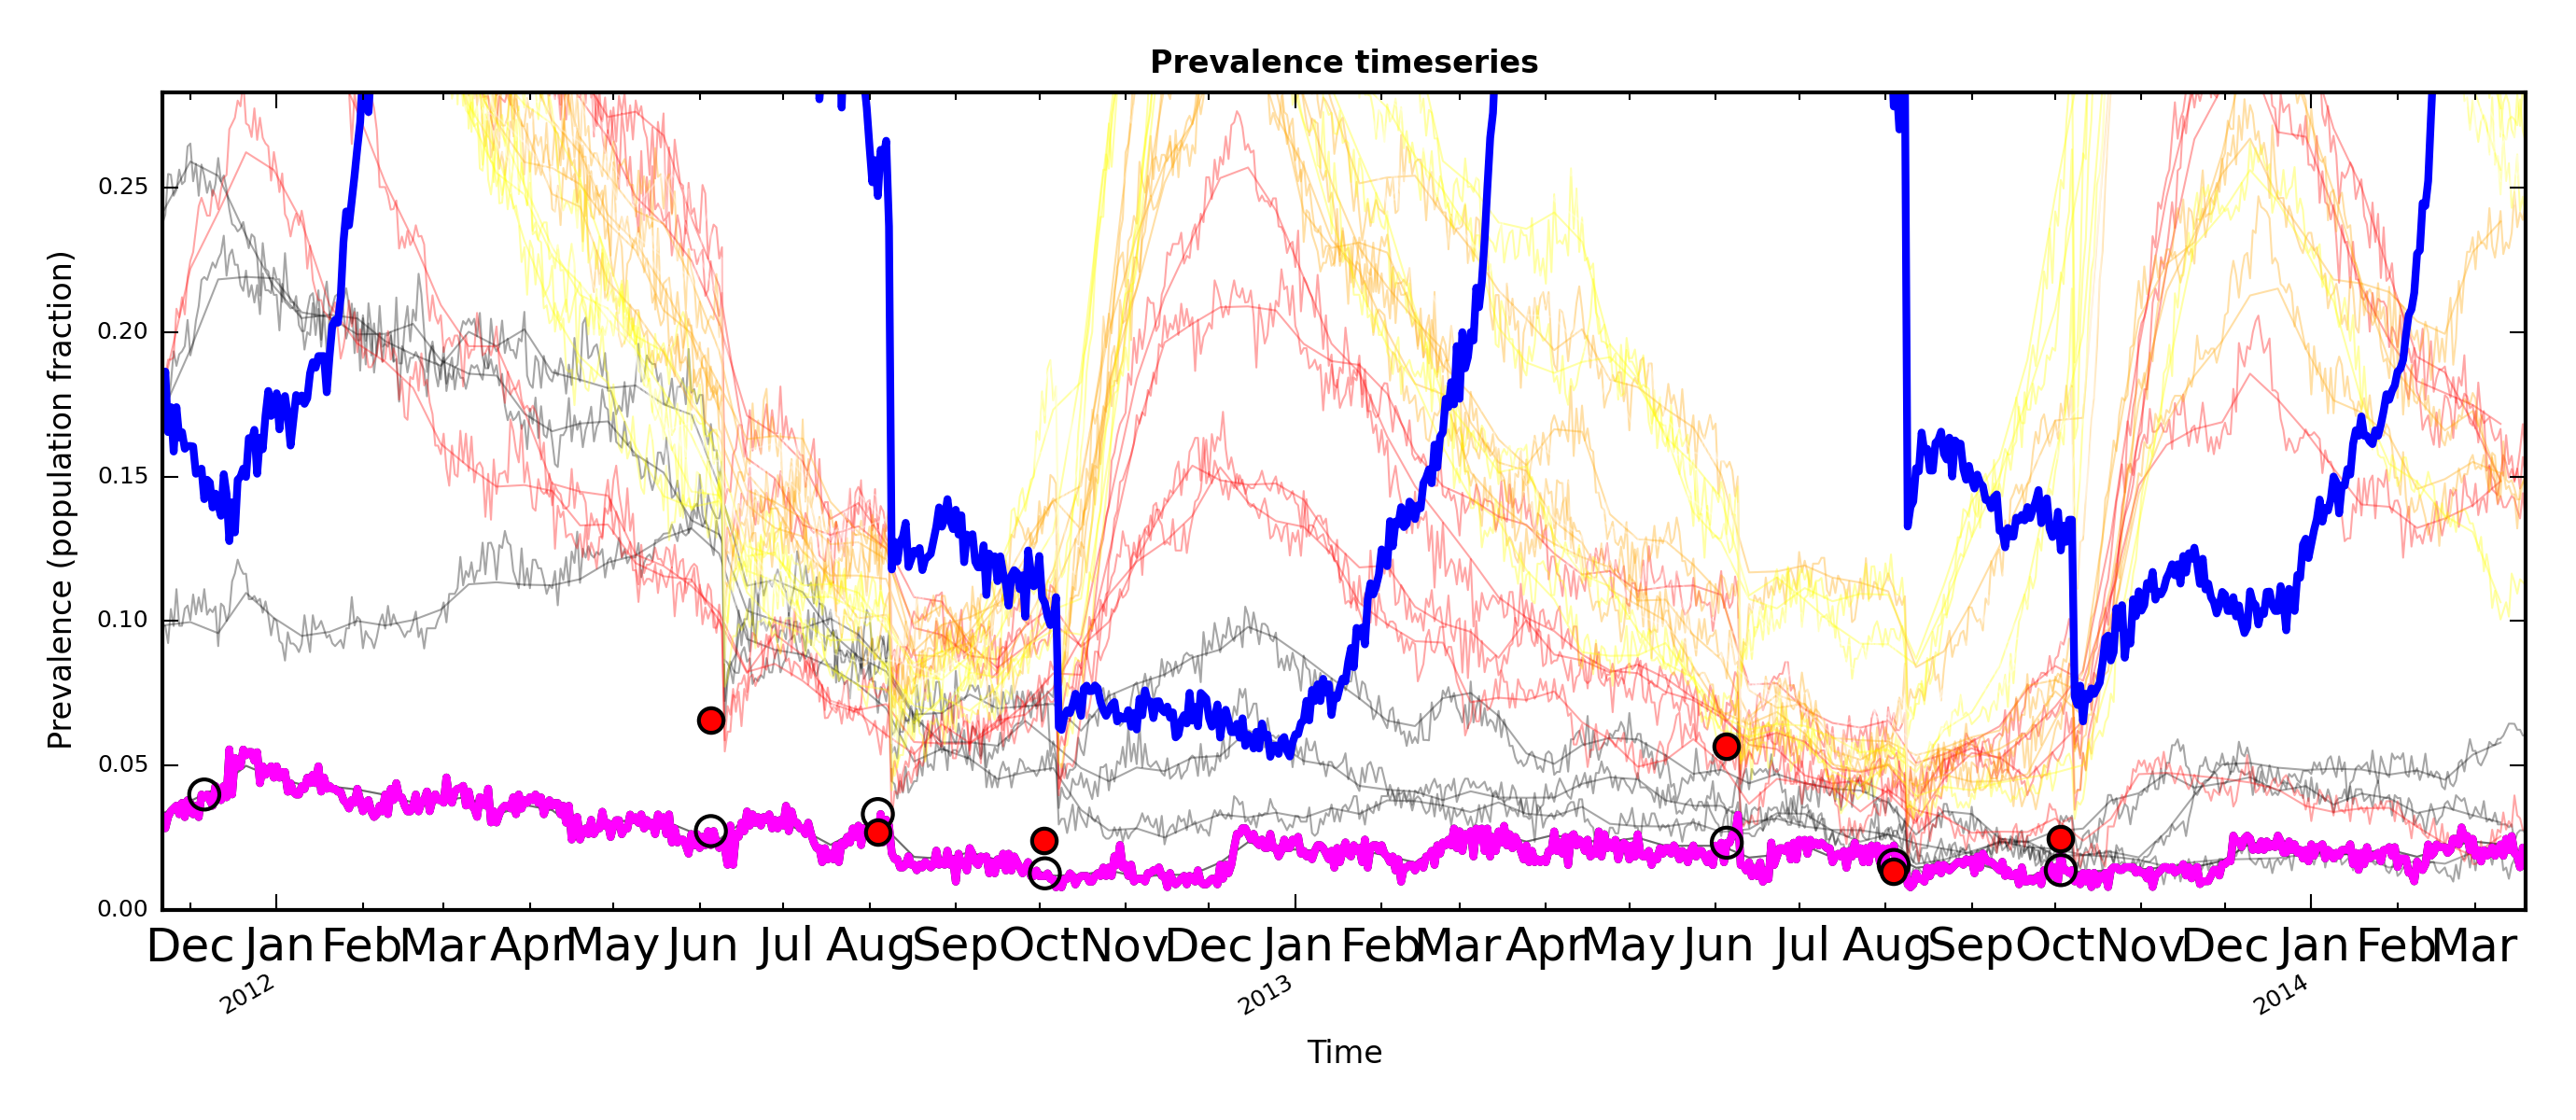 Prevalence timeseries
Prevalence (population fraction)
0.25
0.20
0.15
0.10
0.05
0.00
Dec Jan Feb Mar Apr May Jun Jul Aug Sep Oct Nov Dec Jan Feb Mar Apr May Jun Jul Aug Sep Oct Nov Dec Jan Feb Mar
2012 2013 2014
Time